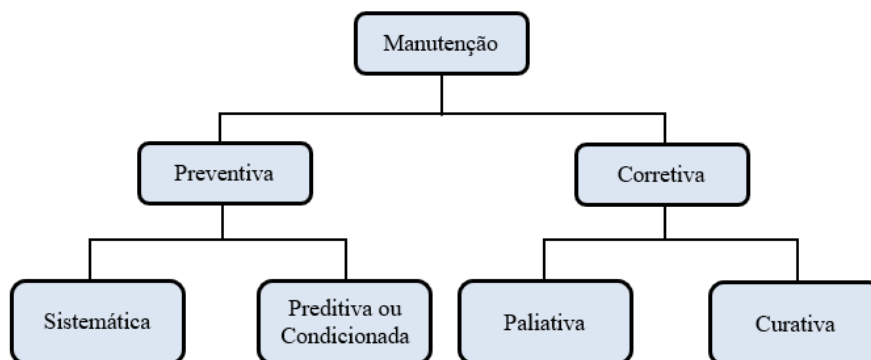 Manutenção
Preventiva
Corretiva
Sistemática
Preditiva ou
Condicionada
Paliativa
Curativa